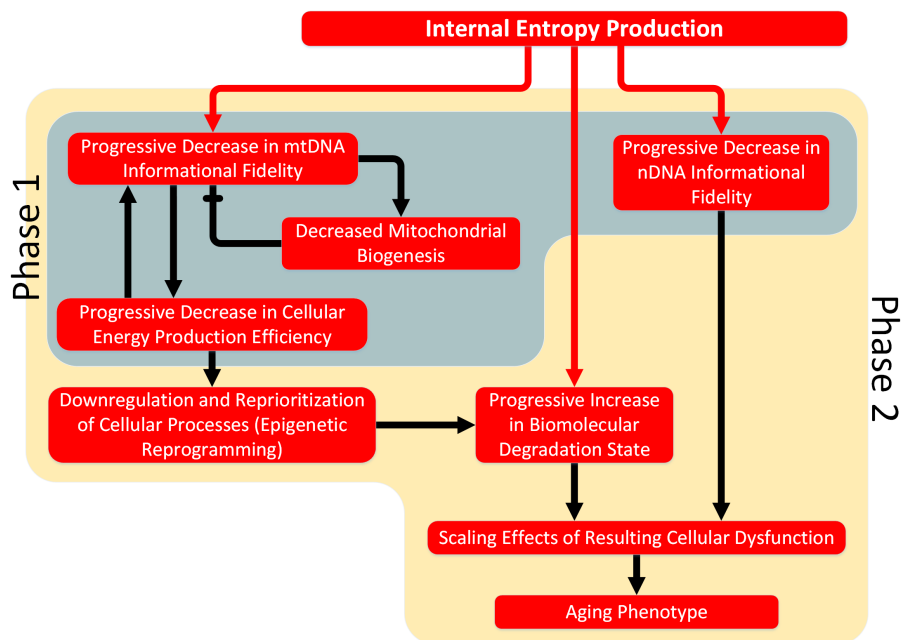 Internal Entropy Production
Phase 1
Progressive Decrease in mtDNA
Informational Fidelity
Progressive Decrease in
nDNA Informational
Fidelity
Decreased Mitochondrial
Biogenesis
Progressive Decrease in Cellular
Energy Production Efficiency
Phase 2
Downregulation and Reprioritization
of Cellular Processes (Epigenetic
Reprogramming)
Progressive Increase
in Biomolecular
Degradation State
Scaling Effects of Resulting Cellular Dysfunction
Aging Phenotype